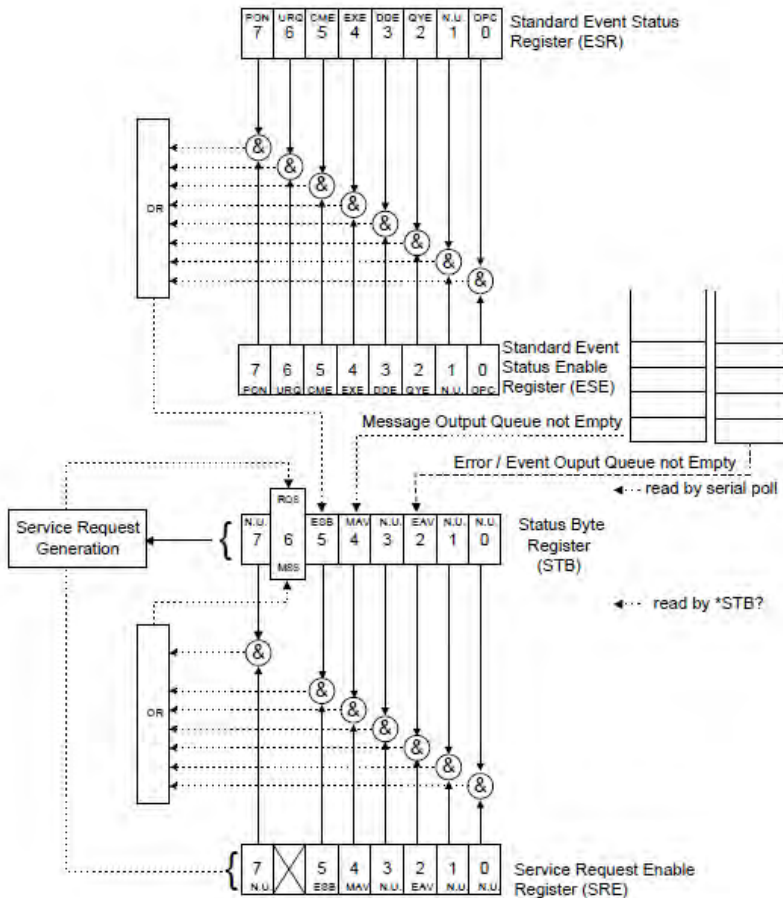 PON URQ CME EXE DDE QYE N.U. OPC
7 6 5 4 3 2 1 0
Standard Event Status
Register (ESR)
&
&
&
&
OR
&
&
&
&
7 6 5 4 3 2 1 0
PON URQ CME EXE DDE QYE N.U. OPC
Standard Event
Status Enable
Register (ESE)
Message Output Queue not Empty
Error / Event Ouput Queue not Empty
read by serial poll
Service Request
Generation
{
RQS
N.U. ESB MAV N.U. EAV N.U. N.U.
7 6 5 4 3 2 1 0
MSS
Status Byte
Register
(STB)
read by *STB?
&
&
&
OR
&
&
&
&
{
7 5 4 3 2 1 0
N.U. ESB MAV N.U. EAV N.U. N.U.
Service Request Enable
Register (SRE)